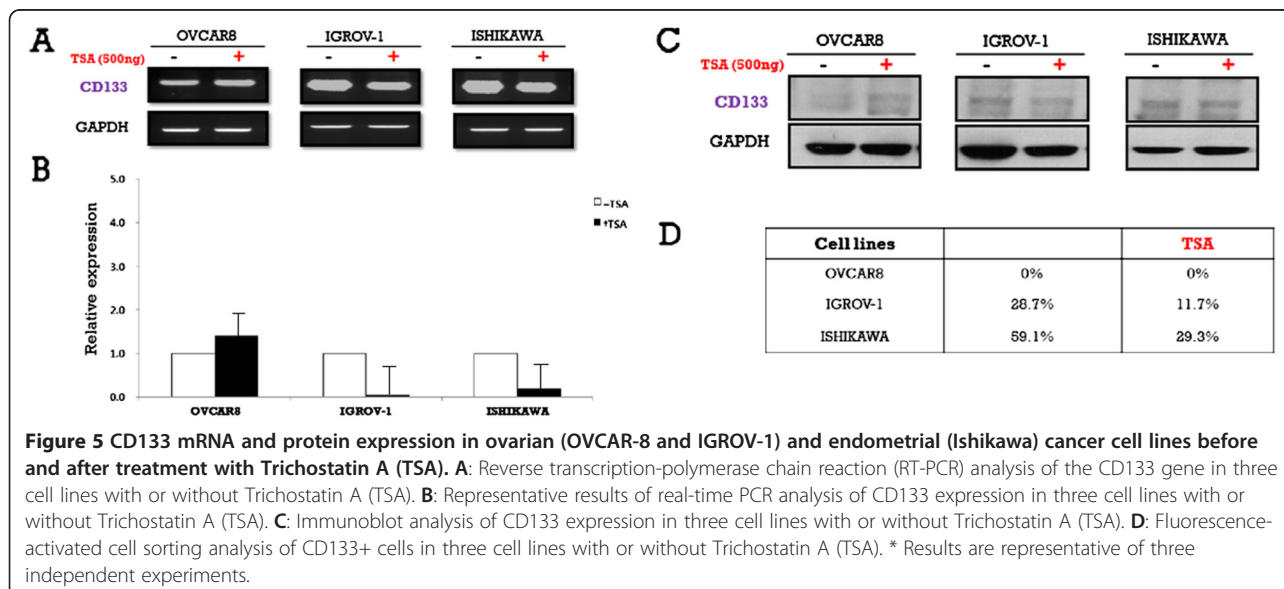 A
OVCAR8 IGROV-1 ISHIKAWA
TSA (500ng) - + - + - +
CD133
GAPDH
B
Relative expression
5.0
4.0
3.0
2.0
1.0
0.0
OVCAR8 IGROV-1 ISHIKAWA
–TSA
+TSA
C
OVCAR8 IGROV-1 ISHIKAWA
TSA (500ng) - + - + - +
CD133
GAPDH
D
Cell lines TSA
OVCAR8 0% 0%
IGROV-1 28.7% 11.7%
ISHIKAWA 59.1% 29.3%
Figure 5 CD133 mRNA and protein expression in ovarian (OVCAR-8 and IGROV-1) and endometrial (Ishikawa) cancer cell lines before
and after treatment with Trichostatin A (TSA). A: Reverse transcription-polymerase chain reaction (RT-PCR) analysis of the CD133 gene in three
cell lines with or without Trichostatin A (TSA). B: Representative results of real-time PCR analysis of CD133 expression in three cell lines with or
without Trichostatin A (TSA). C: Immunoblot analysis of CD133 expression in three cell lines with or without Trichostatin A (TSA). D: Fluorescence-
activated cell sorting analysis of CD133+ cells in three cell lines with or without Trichostatin A (TSA). * Results are representative of three
independent experiments.